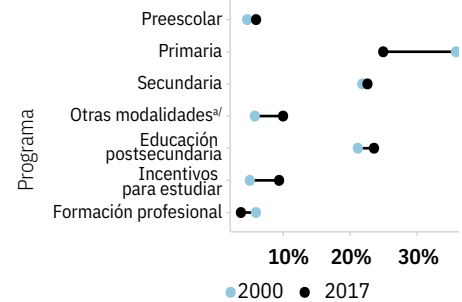 Programa
Preescolar
Primaria
Secundaria
Otras modalidadesa/
Educación
postsecundaria
Incentivos
para estudiar
Formación profesional
10% 20% 30%
2000 2017